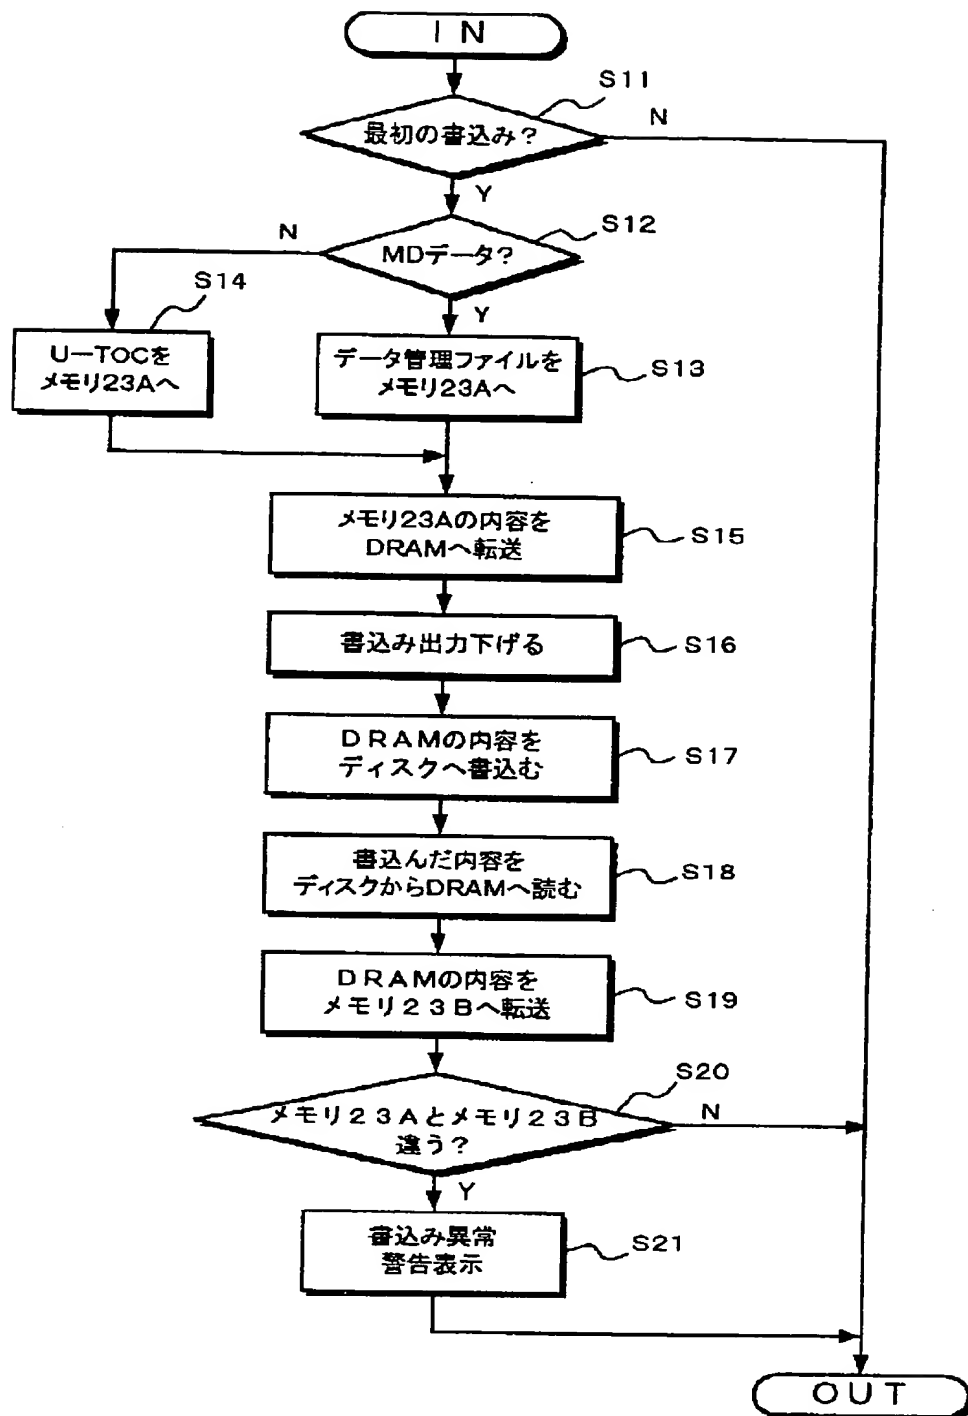 IN
S11
最初の書込み?
N
Y
S12
MDデータ?
N
Y
S14
U-TOCを
メモリ23Aへ
データ管理ファイルを
メモリ23Aへ
S13
メモリ23Aの内容を
DRAMへ転送
S15
書込み出力下げる
S16
DRAMの内容を
ディスクへ書込む
S17
書込んだ内容を
ディスクからDRAMへ読む
S18
DRAMの内容を
メモリ23Bへ転送
S19
S20
メモリ23Aとメモリ23B
違う?
N
Y
書込み異常
警告表示
S21
OUT